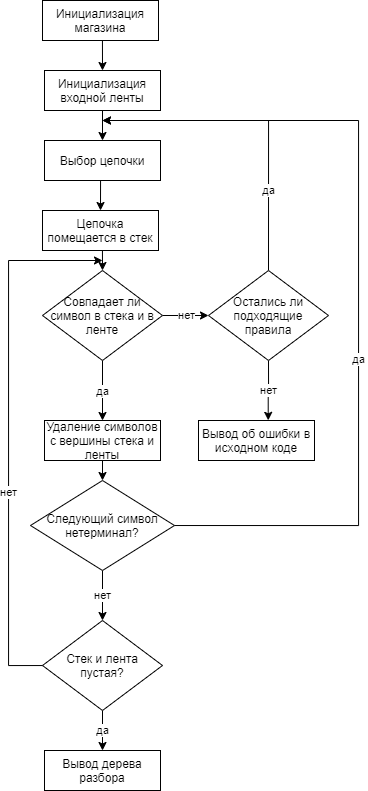 Инициализация
магазина
Инициализация
входной ленты
Выбор цепочки
да
Цепочка
помещается в стек
Совпадает ли
символ в стека и в
ленте
нет
Остались ли
подходящие
правила
да
да
нет
Удаление символов
с вершины стека и
ленты
Вывод об ошибки в
исходном коде
нет
Следующий символ
нетерминал?
нет
Стек и лента
пустая?
да
Вывод дерева
разбора